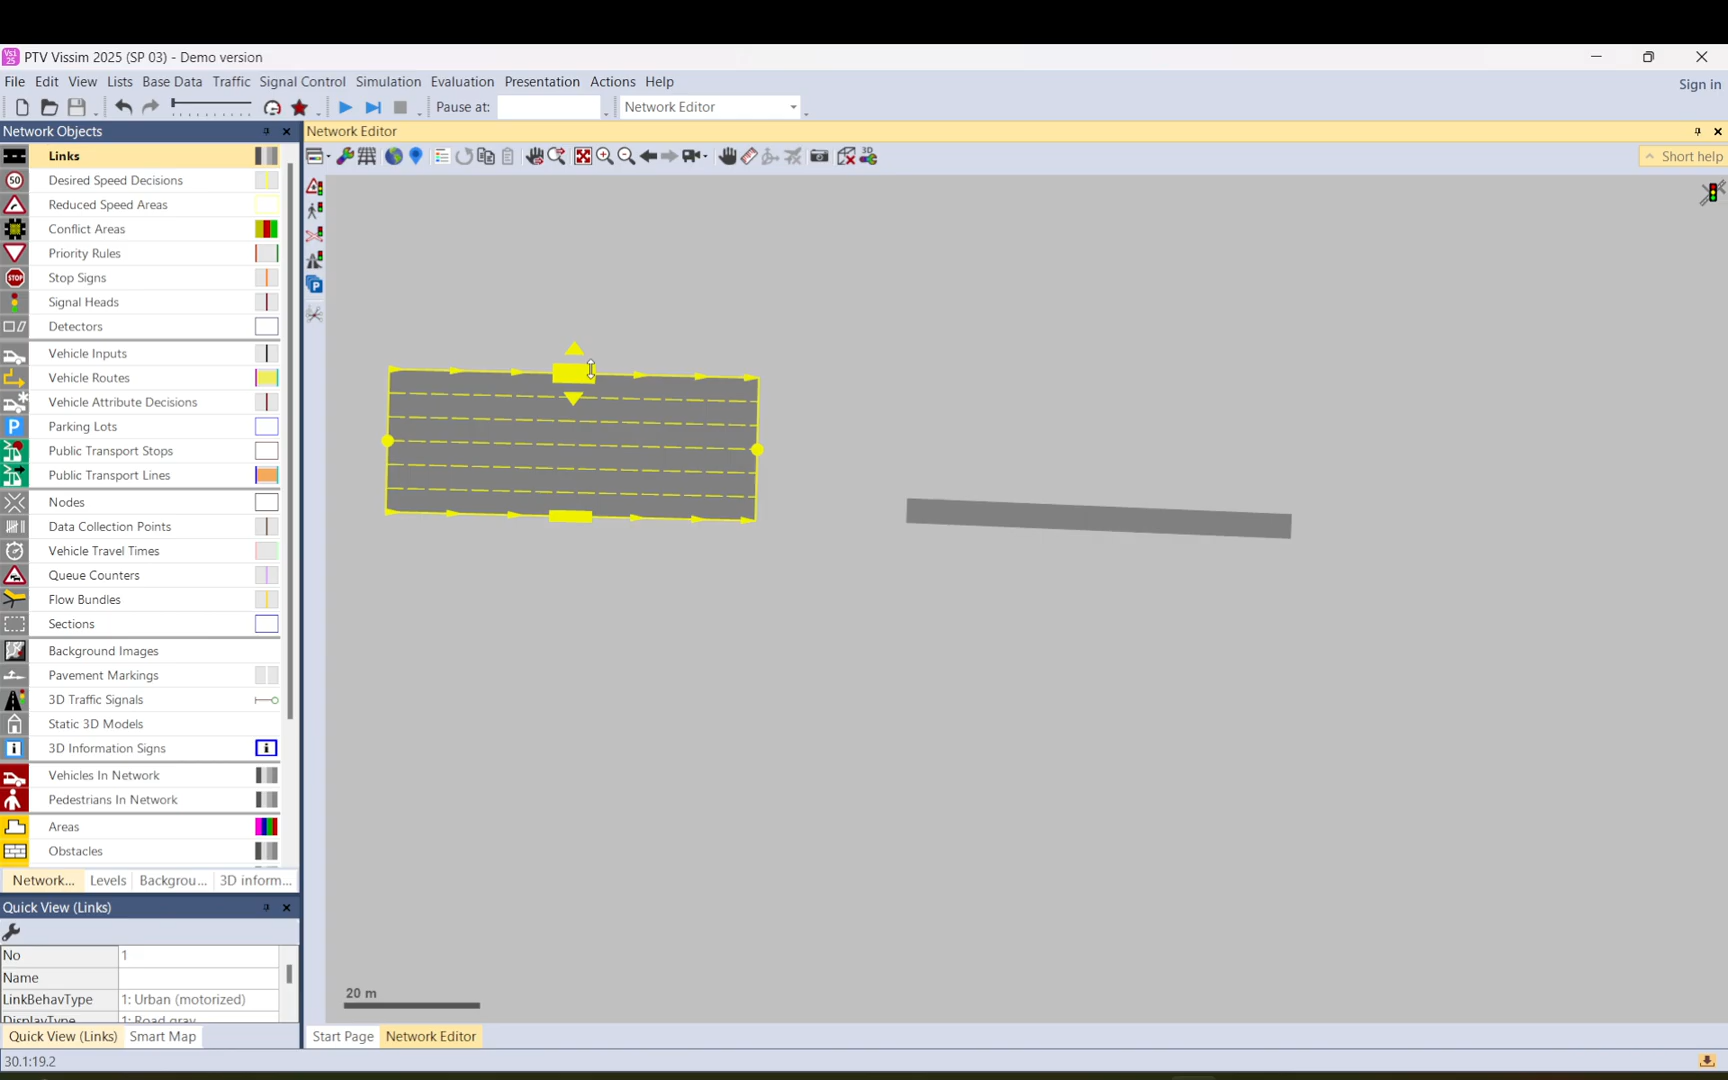 PTV Vissim 2025 (SP 03) - Demo version
File Edit View Lists Base Data Traffic Signal Control Simulation Evaluation Presentation Actions Help
Sign in
Pause at:
Network Editor
Network Objects
Network Editor
Short help
Links
50 Desired Speed Decisions
Reduced Speed Areas
Conflict Areas
Priority Rules
STOP Stop Signs
Signal Heads
Detectors
Vehicle Inputs
Vehicle Routes
Vehicle Attribute Decisions
P Parking Lots
Public Transport Stops
Public Transport Lines
Nodes
Data Collection Points
Vehicle Travel Times
Queue Counters
Flow Bundles
Sections
Background Images
Pavement Markings
3D Traffic Signals
Static 3D Models
3D Information Signs
Vehicles In Network
Pedestrians In Network
Areas
Obstacles
Network... Levels Backgrou... 3D inform...
Quick View (Links)
No 1
Name
LinkBehavType 1: Urban (motorized)
DisplayType 1: Road gray
Quick View (Links) Smart Map
20 m
Start Page Network Editor
30.1:19.2